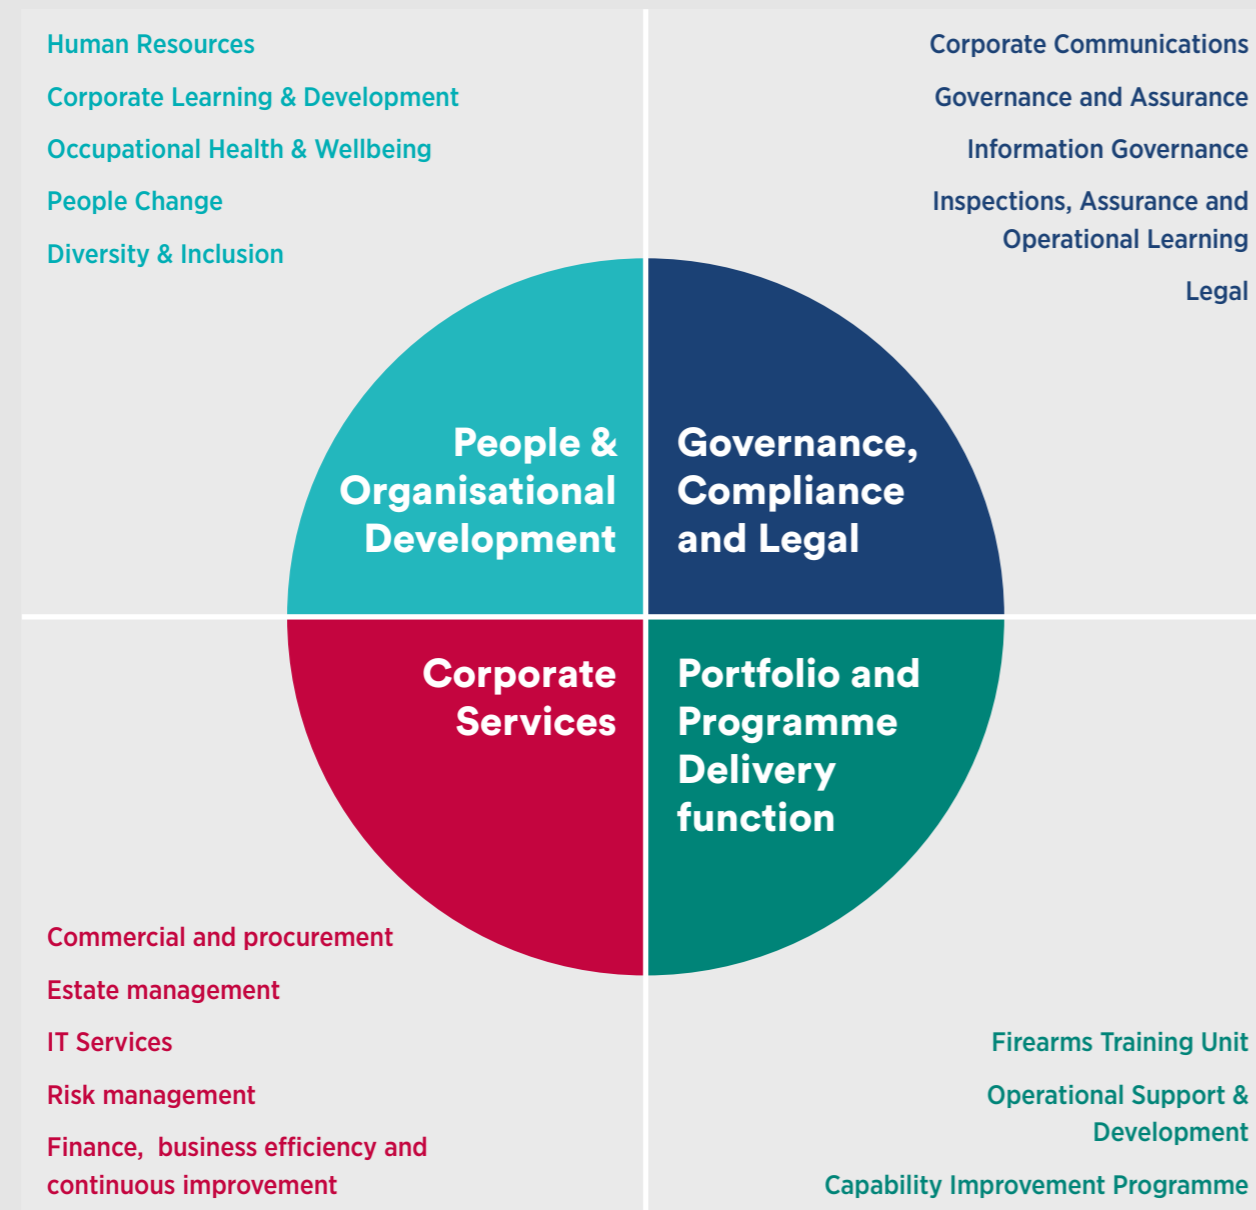 Human Resources
Corporate Learning & Development
Occupational Health & Wellbeing
People Change
Diversity & Inclusion
Corporate Communications
Governance and Assurance
Information Governance
Inspections, Assurance and
Operational Learning
Legal
People &
Organisational
Development
Governance,
Compliance
and Legal
Corporate
Services
Portfolio and
Programme
Delivery
function
Commercial and procurement
Estate management
IT Services
Risk management
Finance,  business efficiency and
continuous improvement
Firearms Training Unit
Operational Support &
Development
Capability Improvement Programme